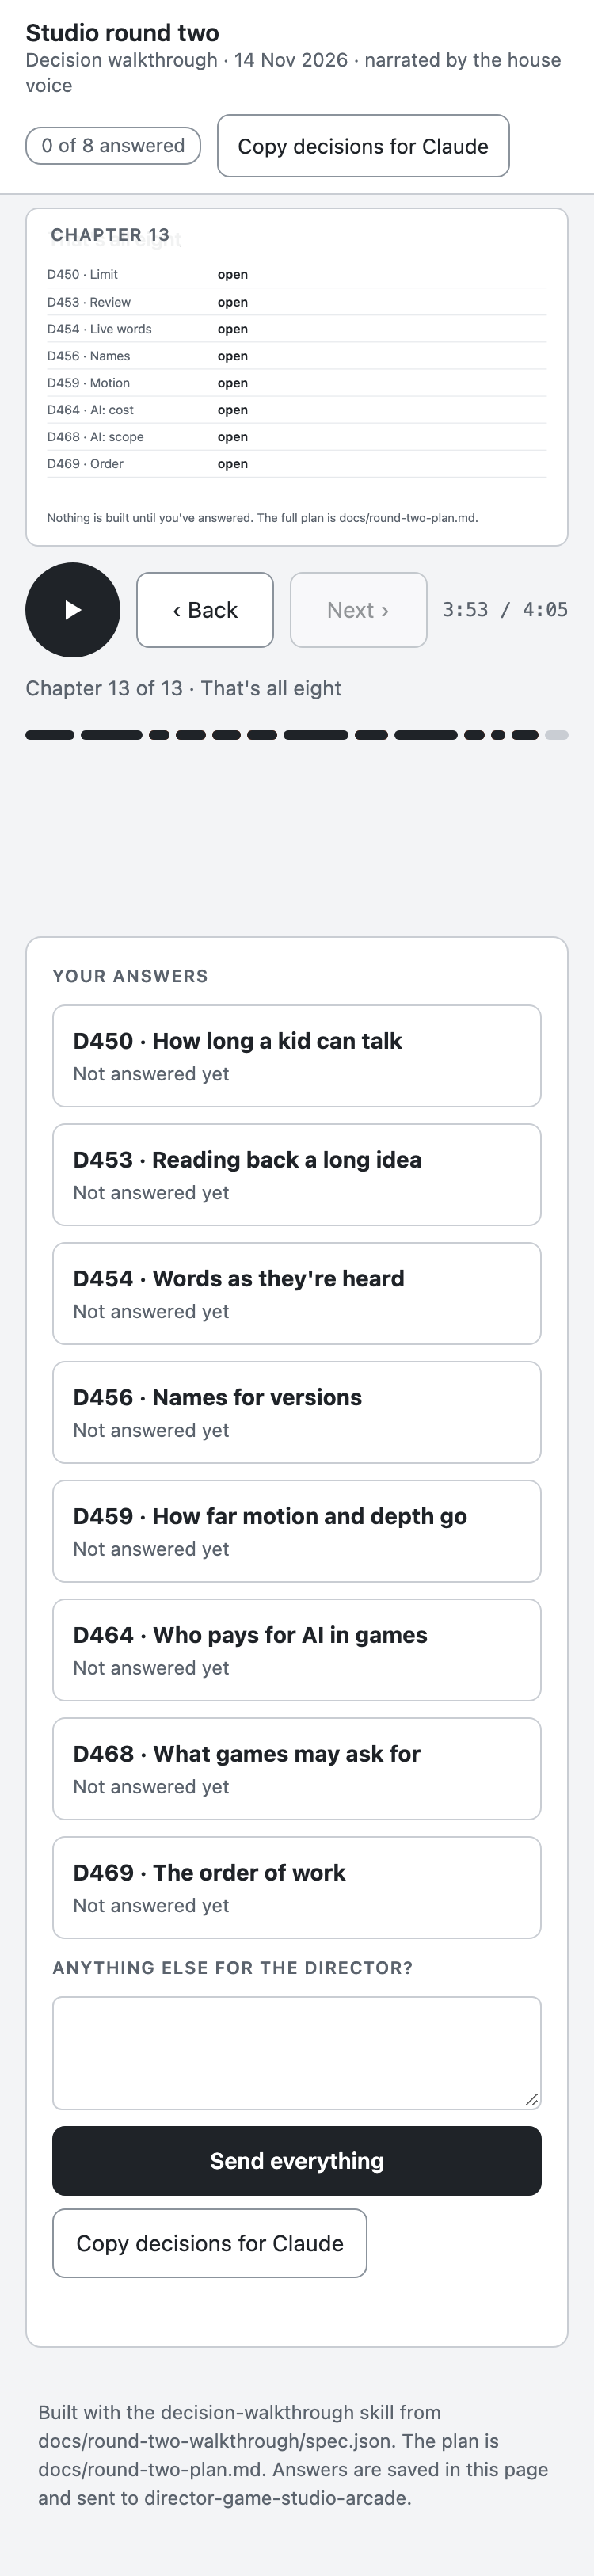 Studio round two
Decision walkthrough · 14 Nov 2026 · narrated by the house
voice
0 of 8 answered
Copy decisions for Claude
CHAPTER 13
That's all eight.
D450 · Limit open
D453 · Review open
D454 · Live words open
D456 · Names open
D459 · Motion open
D464 · AI: cost open
D468 · AI: scope open
D469 · Order open
Nothing is built until you've answered. The full plan is docs/round-two-plan.md.
‹ Back
Next ›
3:53 / 4:05
Chapter 13 of 13 · That's all eight
YOUR ANSWERS
D450 · How long a kid can talk
Not answered yet
D453 · Reading back a long idea
Not answered yet
D454 · Words as they're heard
Not answered yet
D456 · Names for versions
Not answered yet
D459 · How far motion and depth go
Not answered yet
D464 · Who pays for AI in games
Not answered yet
D468 · What games may ask for
Not answered yet
D469 · The order of work
Not answered yet
ANYTHING ELSE FOR THE DIRECTOR?
Send everything
Copy decisions for Claude
Built with the decision-walkthrough skill from
docs/round-two-walkthrough/spec.json. The plan is
docs/round-two-plan.md. Answers are saved in this page
and sent to director-game-studio-arcade.